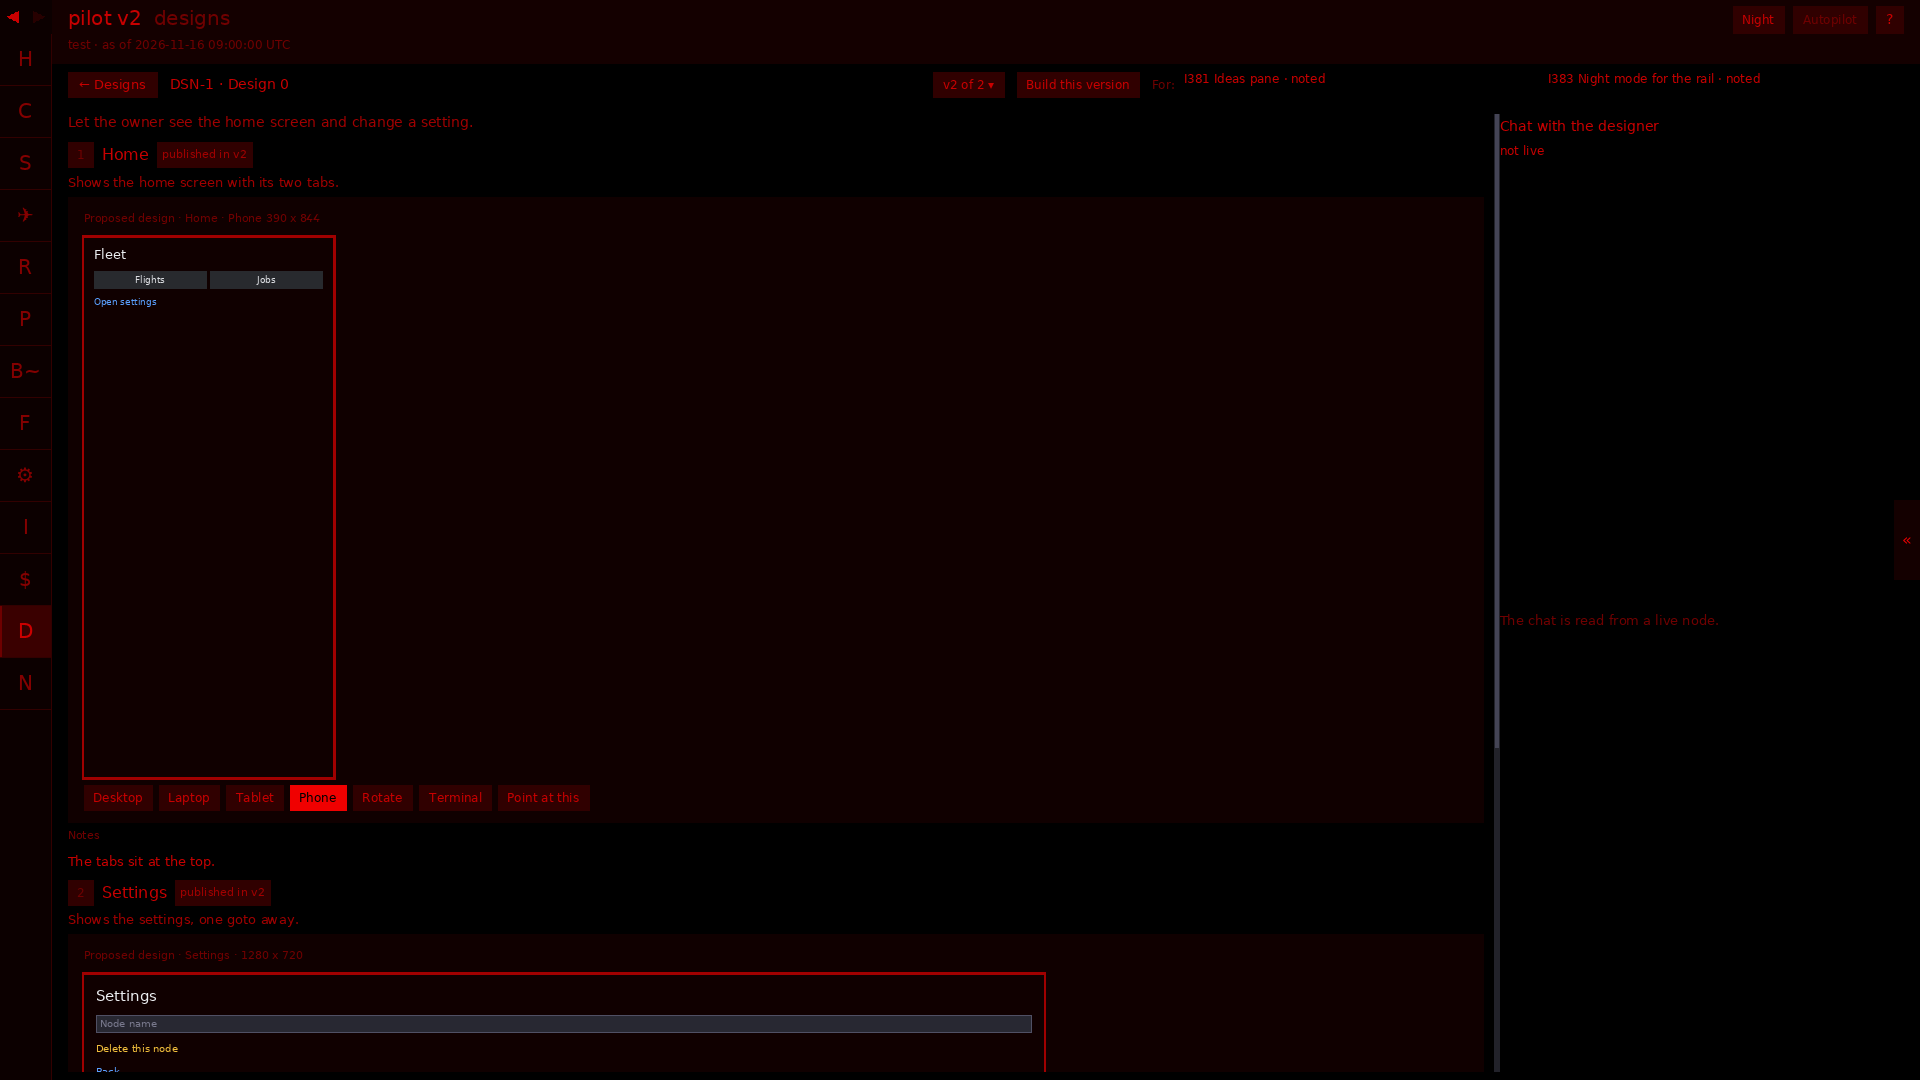 ◀ ▶ pilot v2 designs Night Autopilot ?
test · as of 2026-11-16 09:00:00 UTC
H
C
S
✈
R
P
B~
F
⚙
I
$
D
N
← Designs DSN-1 · Design 0 v2 of 2 ▾ Build this version For: I381 Ideas pane · noted I383 Night mode for the rail · noted
Let the owner see the home screen and change a setting.
1 Home published in v2
Shows the home screen with its two tabs.
Proposed design · Home · Phone 390 x 844
Fleet
Flights Jobs
Open settings
Desktop Laptop Tablet Phone Rotate Terminal Point at this
Notes
The tabs sit at the top.
2 Settings published in v2
Shows the settings, one goto away.
Proposed design · Settings · 1280 x 720
Settings
Node name
Delete this node
Back
Chat with the designer
not live
«
The chat is read from a live node.